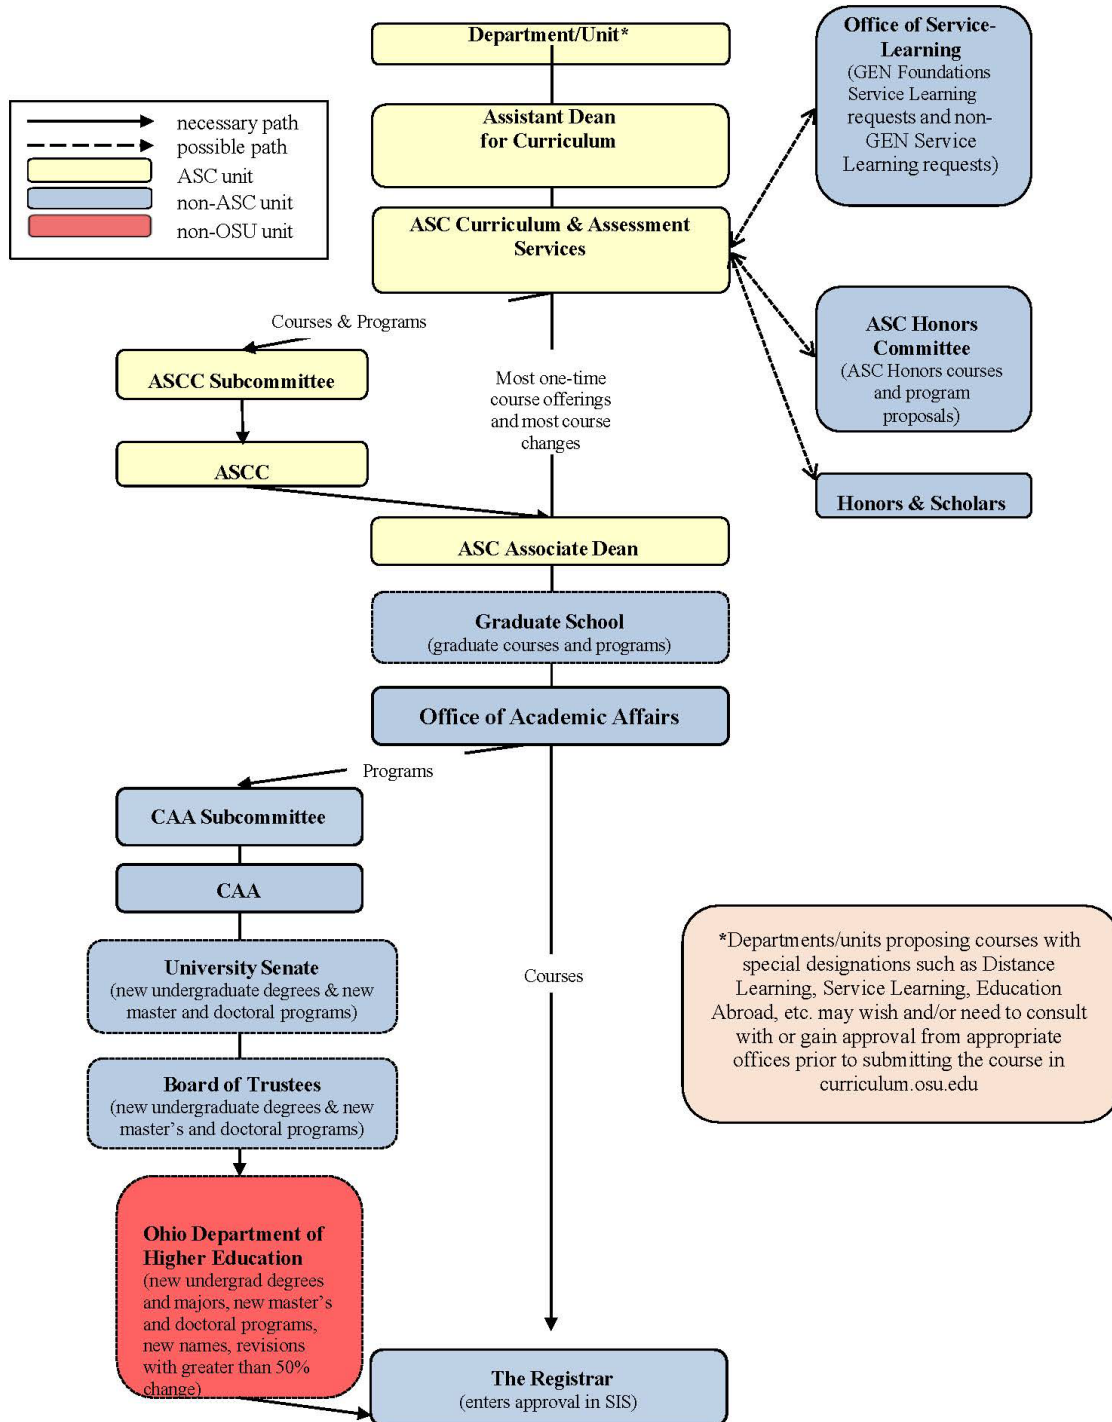 Department/Unit*
Office of Service-
Learning
(GEN Foundations
Service Learning
requests and non-
GEN Service
Learning requests)
necessary path
possible path
ASC unit
non-ASC unit
non-OSU unit
Assistant Dean
for Curriculum
ASC Curriculum & Assessment
Services
Courses & Programs
ASCC Subcommittee
ASCC
Most one-time
course offerings
and most course
changes
ASC Honors
Committee
(ASC Honors courses
and program
proposals)
Honors & Scholars
ASC Associate Dean
Graduate School
(graduate courses and programs)
Office of Academic Affairs
Programs
CAA Subcommittee
CAA
University Senate
(new undergraduate degrees & new
master and doctoral programs)
Board of Trustees
(new undergraduate degrees & new
master's and doctoral programs)
Ohio Department of
Higher Education
(new undergrad degrees
and majors, new master's
and doctoral programs,
new names, revisions
with greater than 50%
change)
Courses
*Departments/units proposing courses with
special designations such as Distance
Learning, Service Learning, Education
Abroad, etc. may wish and/or need to consult
with or gain approval from appropriate
offices prior to submitting the course in
curriculum.osu.edu
The Registrar
(enters approval in SIS)